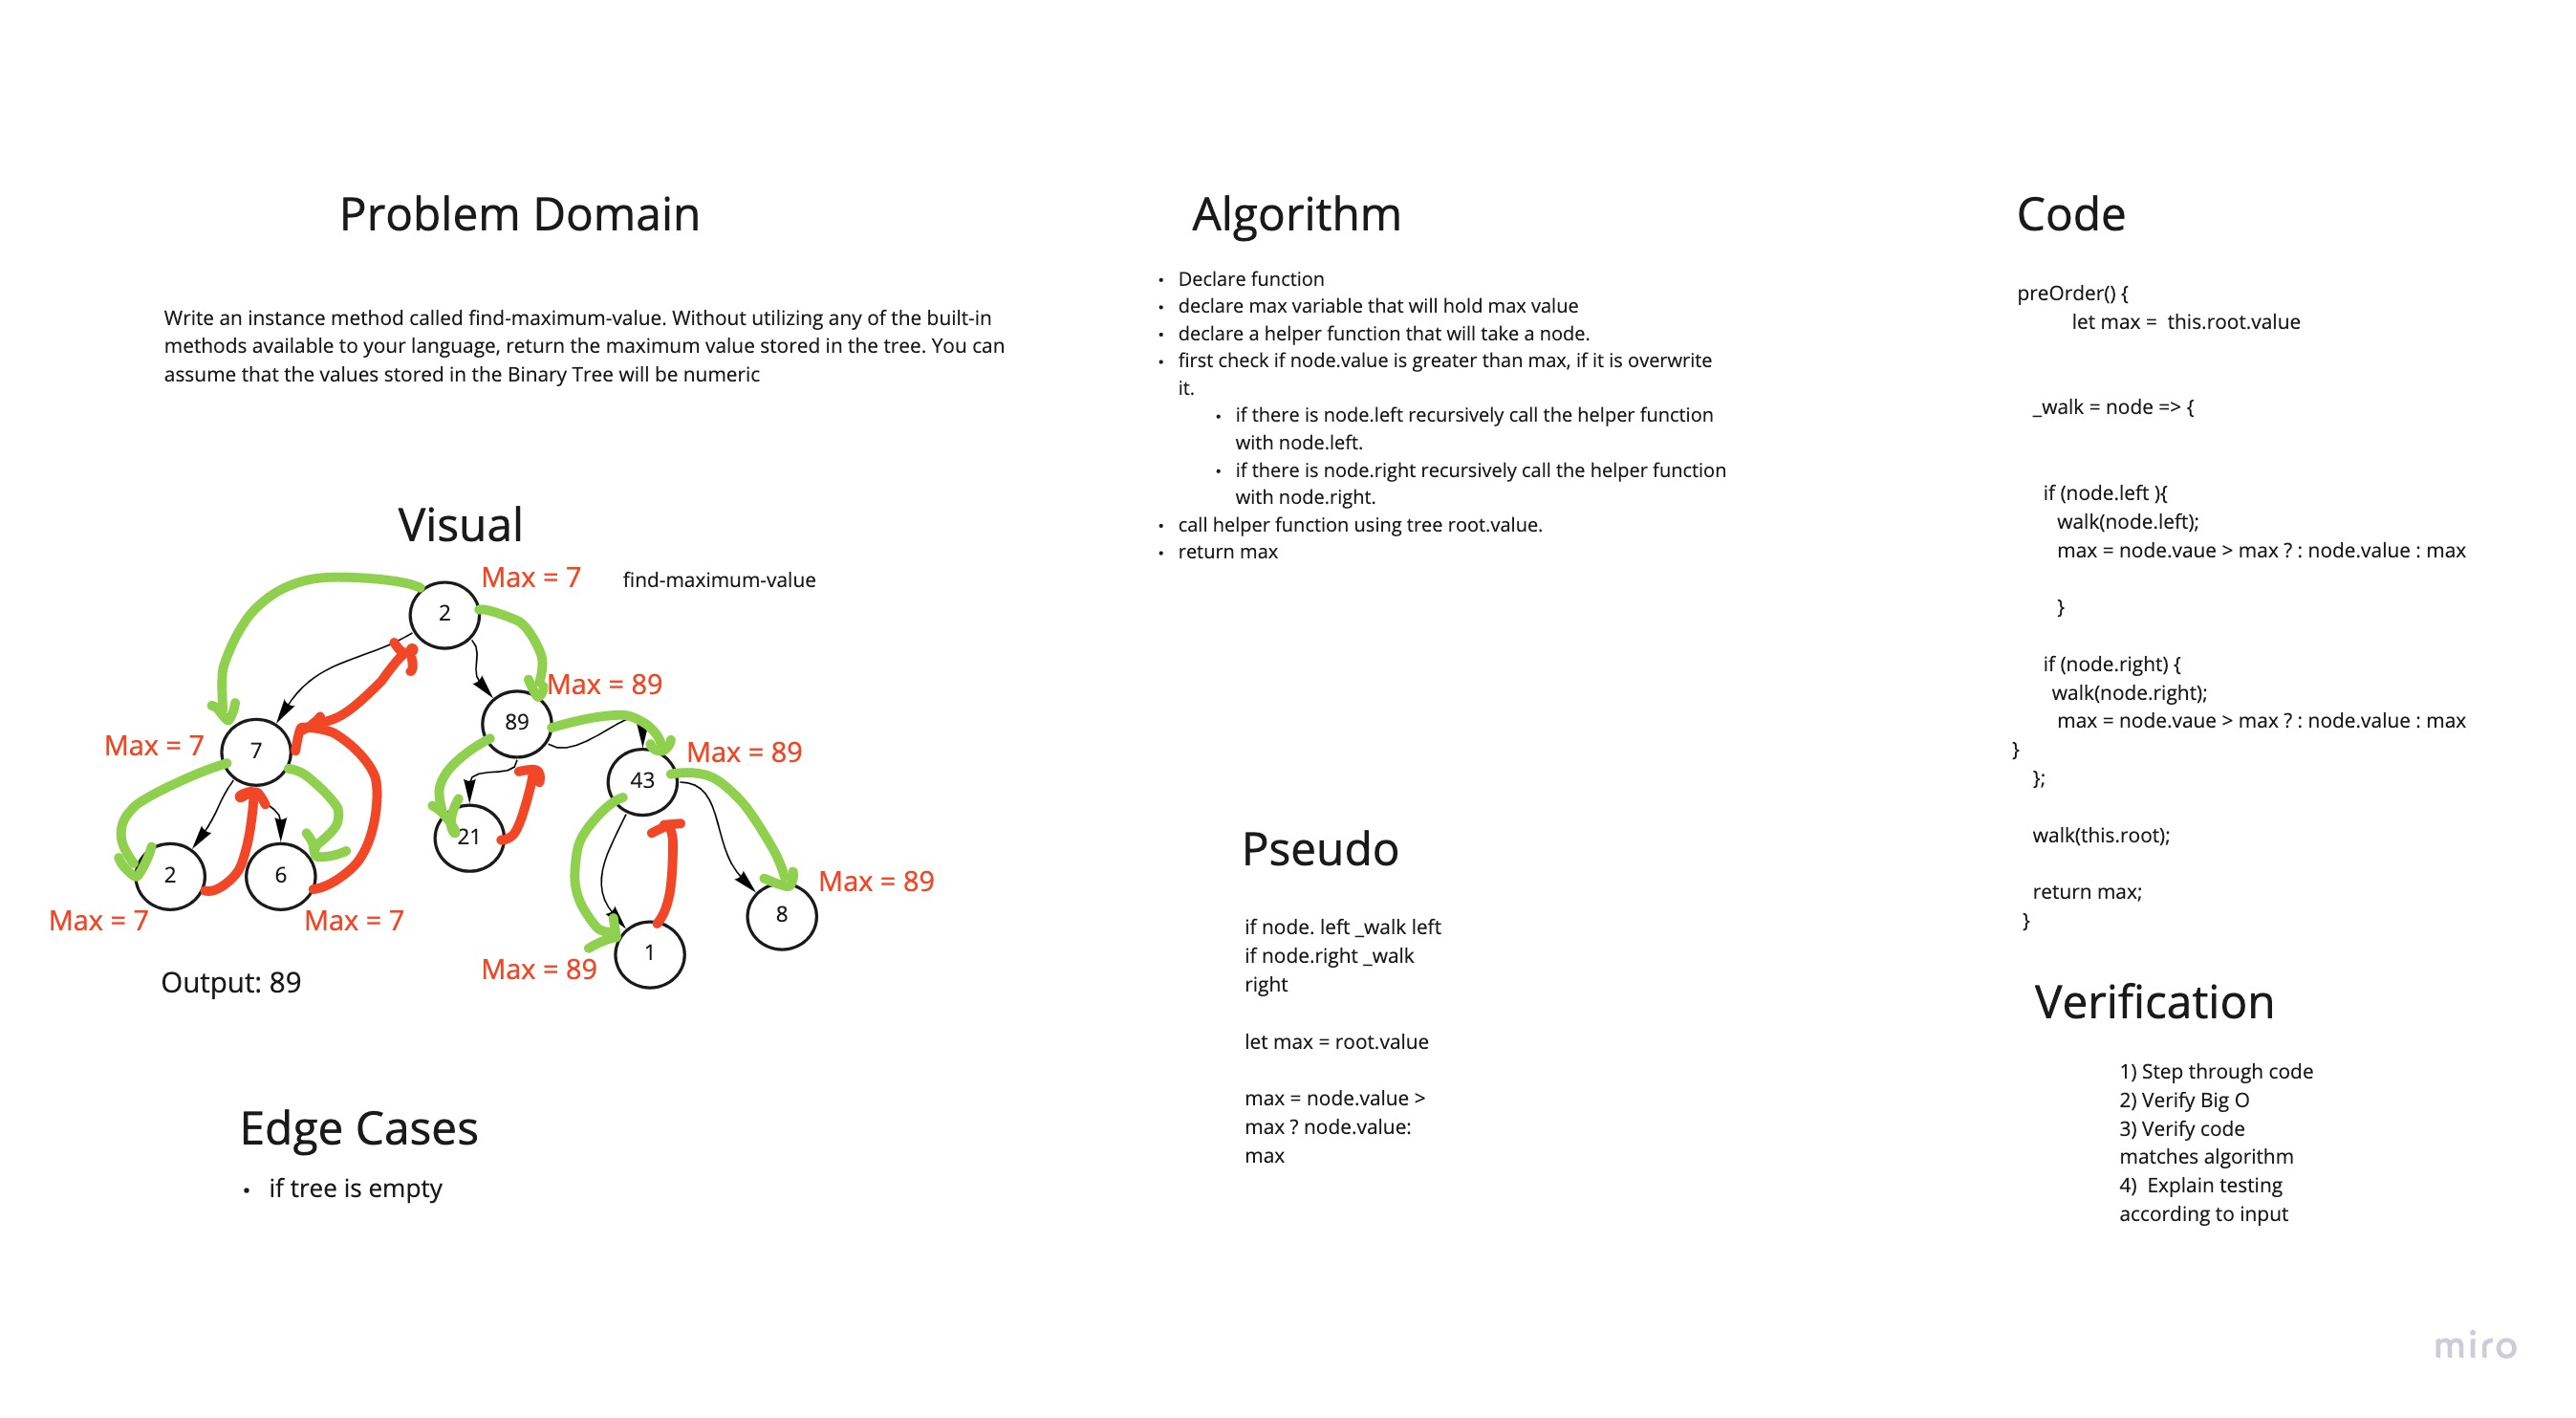 Problem Domain
Write an instance method called find-maximum-value. Without utilizing any of the built-in
methods available to your language, return the maximum value stored in the tree. You can
assume that the values stored in the Binary Tree will be numeric
Visual
Max = 7
find-maximum-value
2
Max = 89
89
Max = 7
7
Max = 89
43
21
2
6
Max = 89
8
Max = 7
Max = 7
1
Max = 89
Output: 89
Edge Cases
• if tree is empty
Algorithm
• Declare function
• declare max variable that will hold max value
• declare a helper function that will take a node.
• first check if node.value is greater than max, if it is overwrite
it.
• if there is node.left recursively call the helper function
with node.left.
• if there is node.right recursively call the helper function
with node.right.
• call helper function using tree root.value.
• return max
Pseudo
if node. left _walk left
if node.right _walk
right
let max = root.value
max = node.value >
max ? node.value:
max
Code
preOrder() {
let max =  this.root.value
_walk = node => {
if (node.left ){
walk(node.left);
max = node.vaue > max ? : node.value : max
}
if (node.right) {
walk(node.right);
max = node.vaue > max ? : node.value : max
}
};
walk(this.root);
return max;
}
Verification
1) Step through code
2) Verify Big O
3) Verify code
matches algorithm
4)  Explain testing
according to input
miro